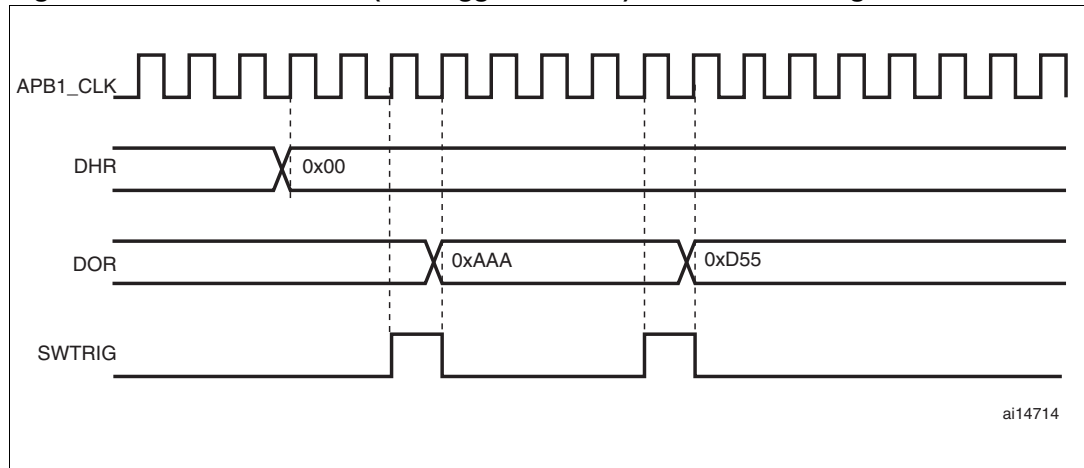 APB1_CLK
DHR
0x00
DOR
0xAAA
0xD55
SWTRIG
ai14714